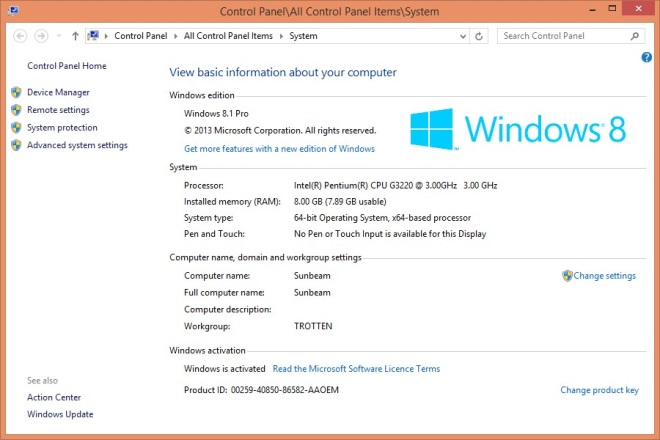 Control Panel\All Control Panel Items\System
Control Panel
All Control Panel Items
System
Search Control Panel
Control Panel Home
Device Manager
Remote settings
System protection
Advanced system settings
See also
Action Center
Windows Update
View basic information about your computer
Windows edition
Windows 8.1 Pro
© 2013 Microsoft Corporation. All rights reserved.
Get more features with a new edition of Windows
Windows 8
System
Processor: Intel(R) Pentium(R) CPU G3220 @ 3.00GHz 3.00 GHz
Installed memory (RAM): 8.00 GB (7.89 GB usable)
System type: 64-bit Operating System, x64-based processor
Pen and Touch: No Pen or Touch Input is available for this Display
Computer name, domain and workgroup settings
Computer name: Sunbeam Change settings
Full computer name: Sunbeam
Computer description:
Workgroup: TROTTEN
Windows activation
Windows is activated Read the Microsoft Software Licence Terms
Product ID: 00259-40850-86582-AAOEM Change product key